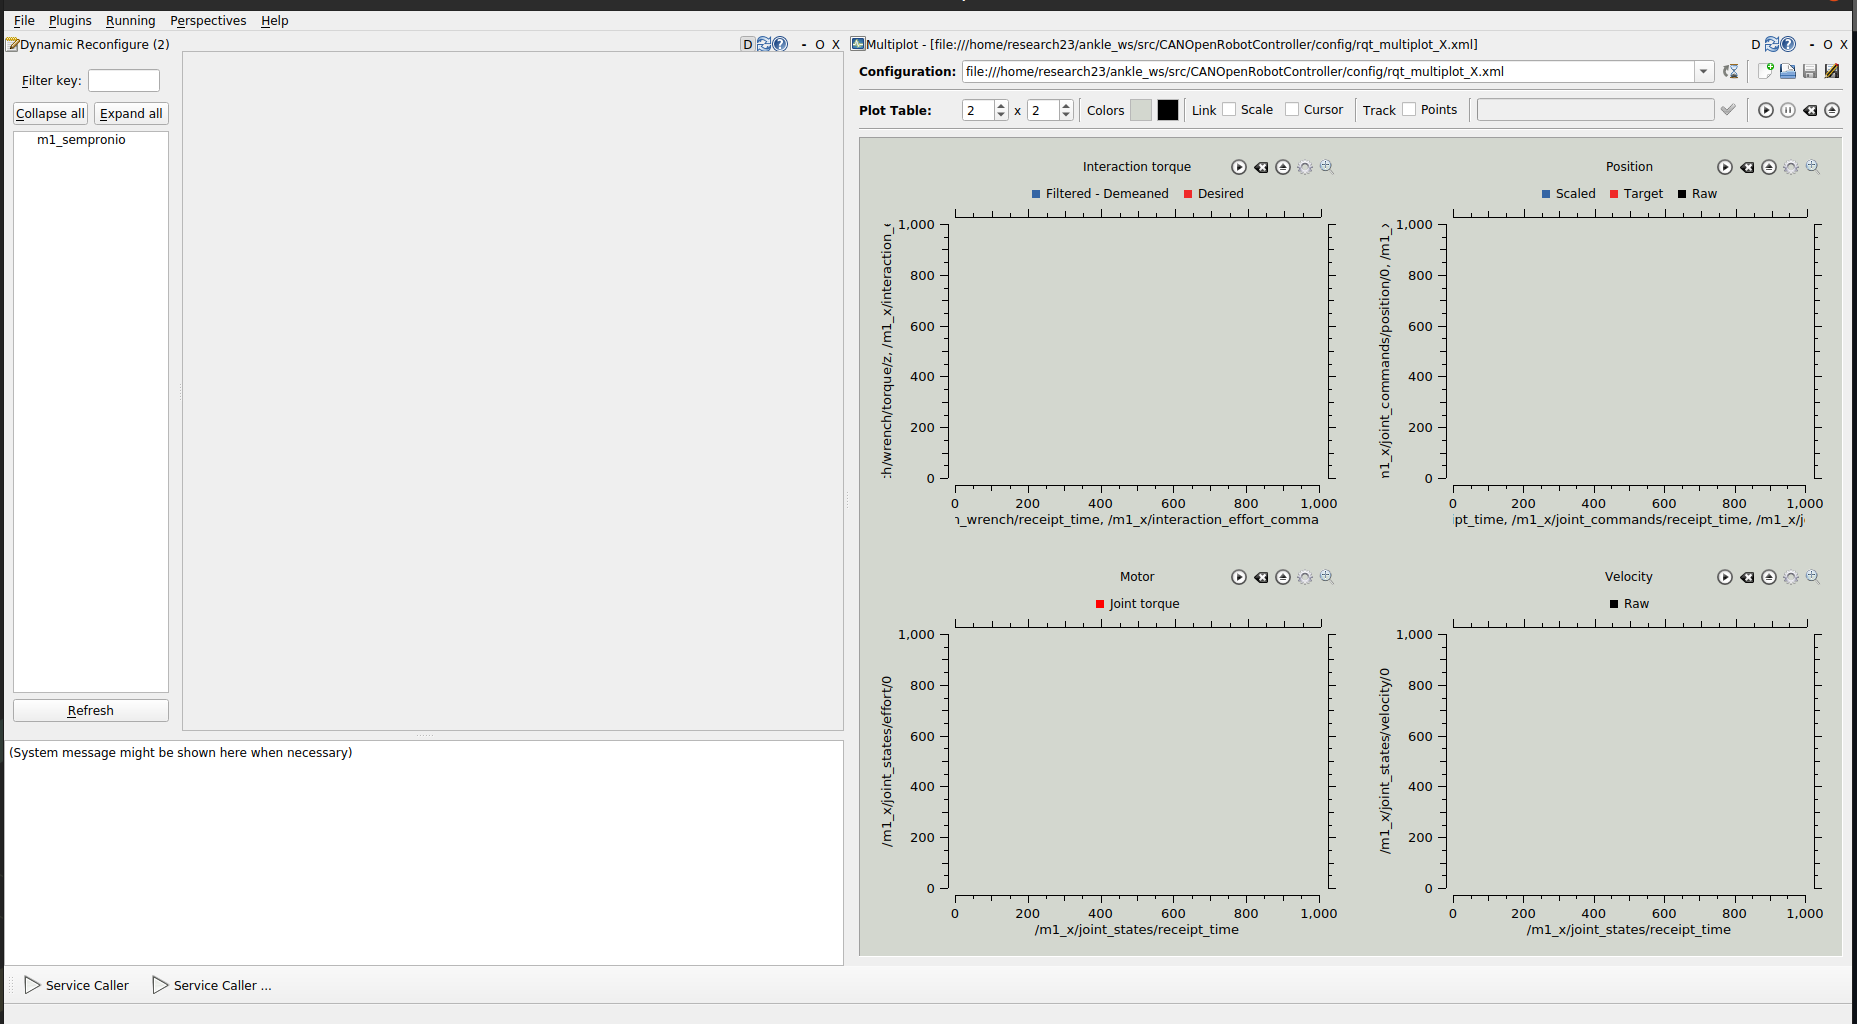 File Plugins Running Perspectives Help
Dynamic Reconfigure (2) D - O X
Filter key:
Collapse all Expand all
m1_sempronio
Refresh
(System message might be shown here when necessary)
Multiplot - [file:///home/research23/ankle_ws/src/CANOpenRobotController/config/rqt_multiplot_X.xml] D - O X
Configuration: file:///home/research23/ankle_ws/src/CANOpenRobotController/config/rqt_multiplot_X.xml
Plot Table: 2 x 2 Colors Link Scale Cursor Track Points
Interaction torque
Filtered - Demeaned Desired
1,000
800
600
400
200
0
h/wrench/torque/z, /m1_x/interaction_
0 200 400 600 800 1,000
_wrench/receipt_time, /m1_x/interaction_effort_comma
Position
Scaled Target Raw
1,000
800
600
400
200
0
n1_x/joint_commands/position/0, /m1_
0 200 400 600 800 1,000
pt_time, /m1_x/joint_commands/receipt_time, /m1_x/j
Motor
Joint torque
1,000
800
600
400
200
0
/m1_x/joint_states/effort/0
0 200 400 600 800 1,000
/m1_x/joint_states/receipt_time
Velocity
Raw
1,000
800
600
400
200
0
/m1_x/joint_states/velocity/0
0 200 400 600 800 1,000
/m1_x/joint_states/receipt_time
Service Caller Service Caller ...